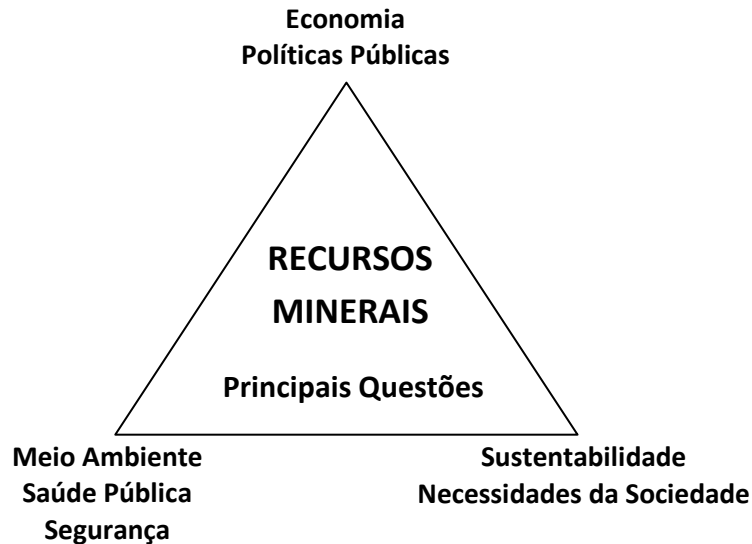 Economia
Políticas Públicas
RECURSOS
MINERAIS
Principais Questões
Meio Ambiente
Saúde Pública
Segurança
Sustentabilidade
Necessidades da Sociedade